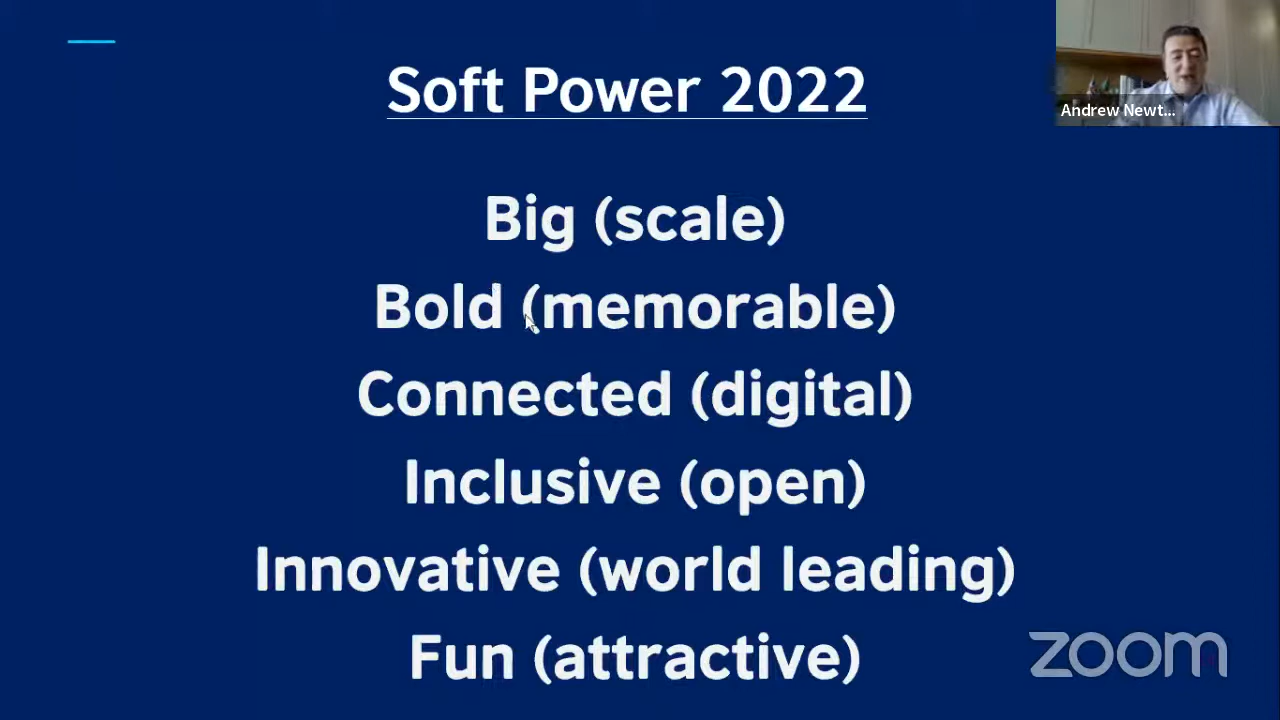 Soft Power 2022
Andrew Newt...
Big (scale)
Bold (memorable)
Connected (digital)
Inclusive (open)
Innovative (world leading)
Fun (attractive)
zoom